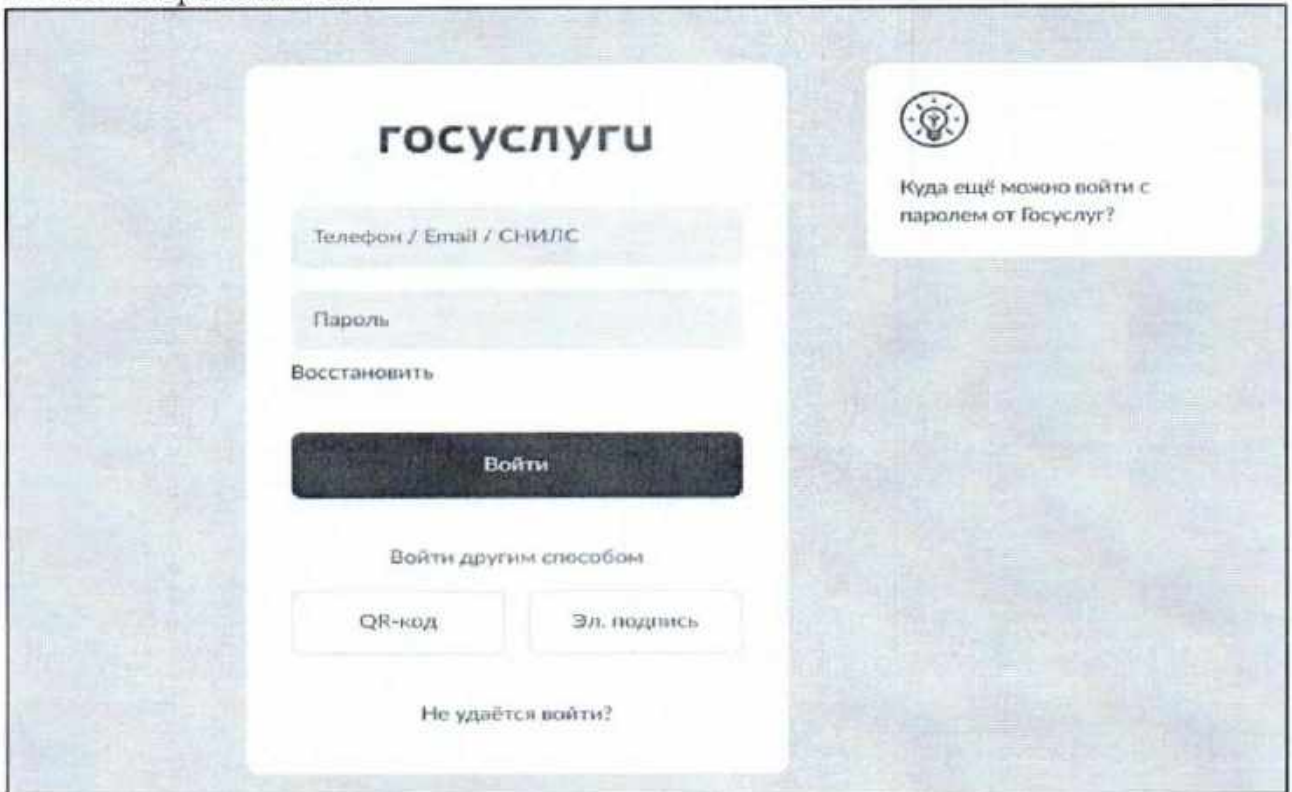 госуслуги
Телефон / Email / СНИЛС
Пароль
Восстановить
Войти
Войти другим способом
QR-код
Эл. подпись
Не удаётся войти?
Куда ещё можно войти с
паролем от Госуслуг?